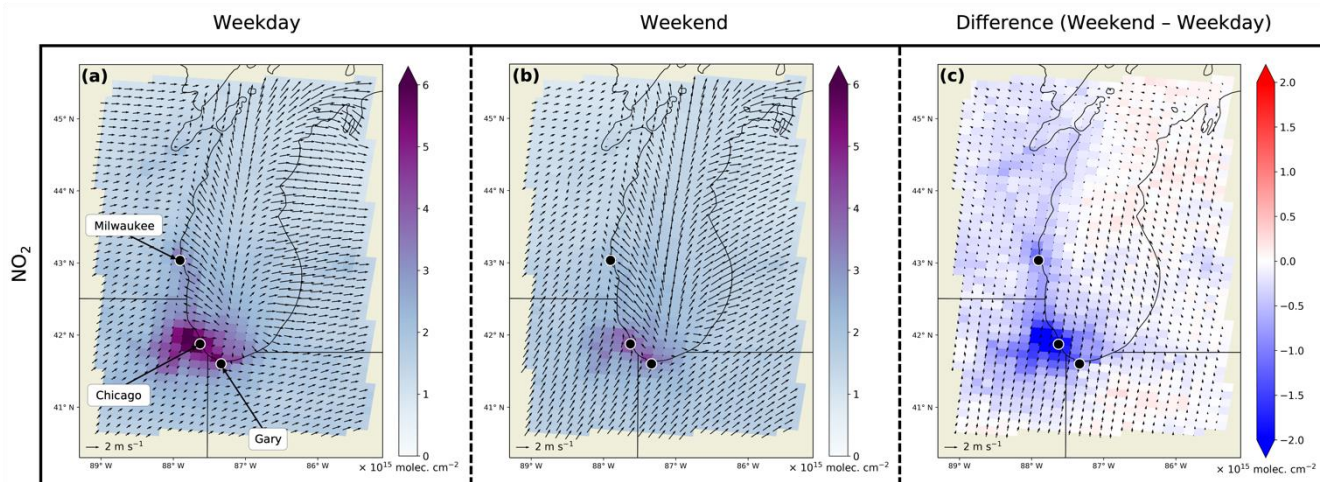 Weekday
Weekend
Difference (Weekend – Weekday)
NO₂
(a)
45° N
44° N
43° N
42° N
41° N
89° W
88° W
87° W
86° W
Milwaukee
Chicago
Gary
2 m s⁻¹
6
5
4
3
2
1
0
× 10¹⁵ molec. cm⁻²
(b)
45° N
44° N
43° N
42° N
41° N
89° W
88° W
87° W
86° W
2 m s⁻¹
6
5
4
3
2
1
0
× 10¹⁵ molec. cm⁻²
(c)
45° N
44° N
43° N
42° N
41° N
89° W
88° W
87° W
86° W
2 m s⁻¹
2.0
1.5
1.0
0.5
0.0
−0.5
−1.0
−1.5
−2.0
× 10¹⁵ molec. cm⁻²